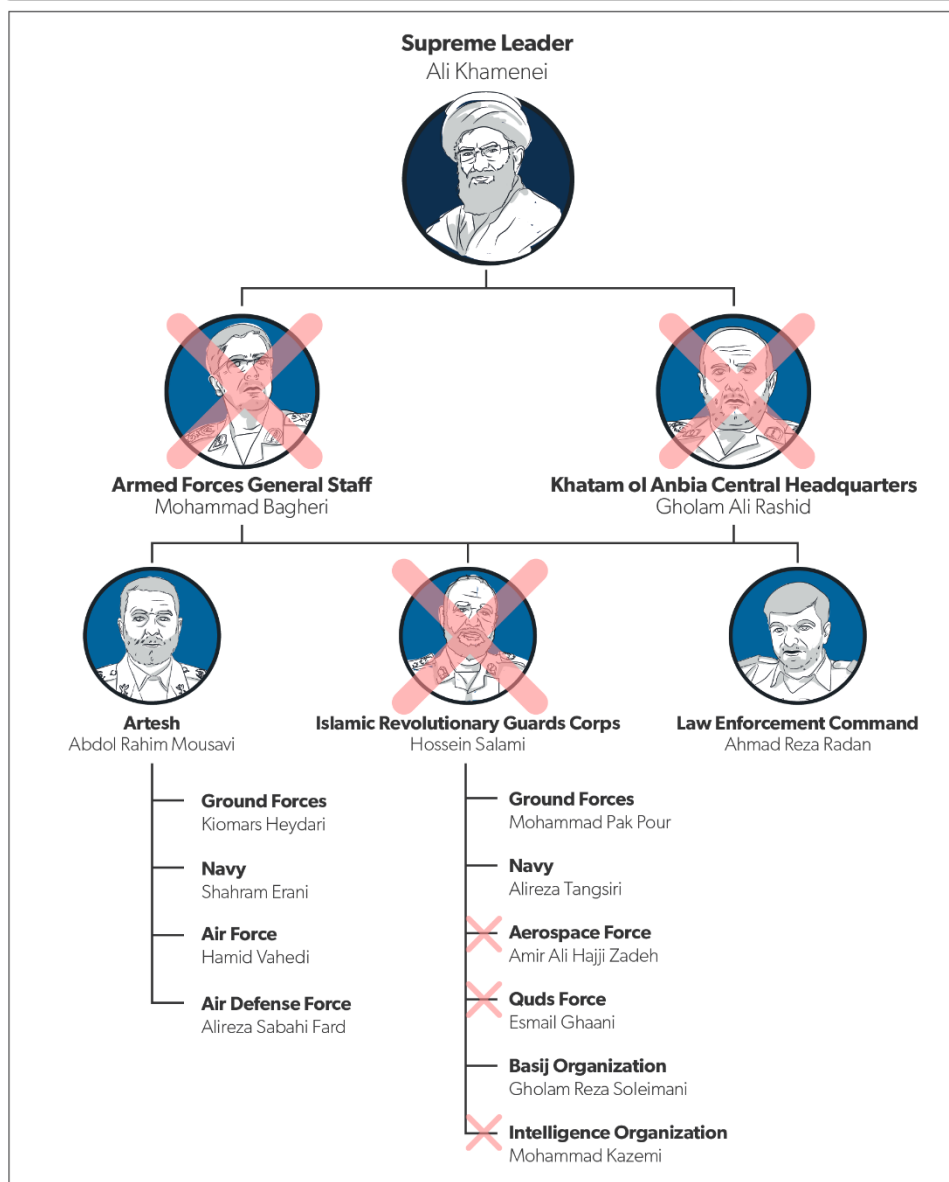 Supreme Leader
Ali Khamenei
Armed Forces General Staff
Mohammad Bagheri
Khatam ol Anbia Central Headquarters
Gholam Ali Rashid
Artesh
Abdol Rahim Mousavi
Islamic Revolutionary Guards Corps
Hossein Salami
Law Enforcement Command
Ahmad Reza Radan
Ground Forces
Kiomars Heydari
Navy
Shahram Erani
Air Force
Hamid Vahedi
Air Defense Force
Alireza Sabahi Fard
Ground Forces
Mohammad Pak Pour
Navy
Alireza Tangsiri
Aerospace Force
Amir Ali Hajji Zadeh
Quds Force
Esmail Ghaani
Basij Organization
Gholam Reza Soleimani
Intelligence Organization
Mohammad Kazemi